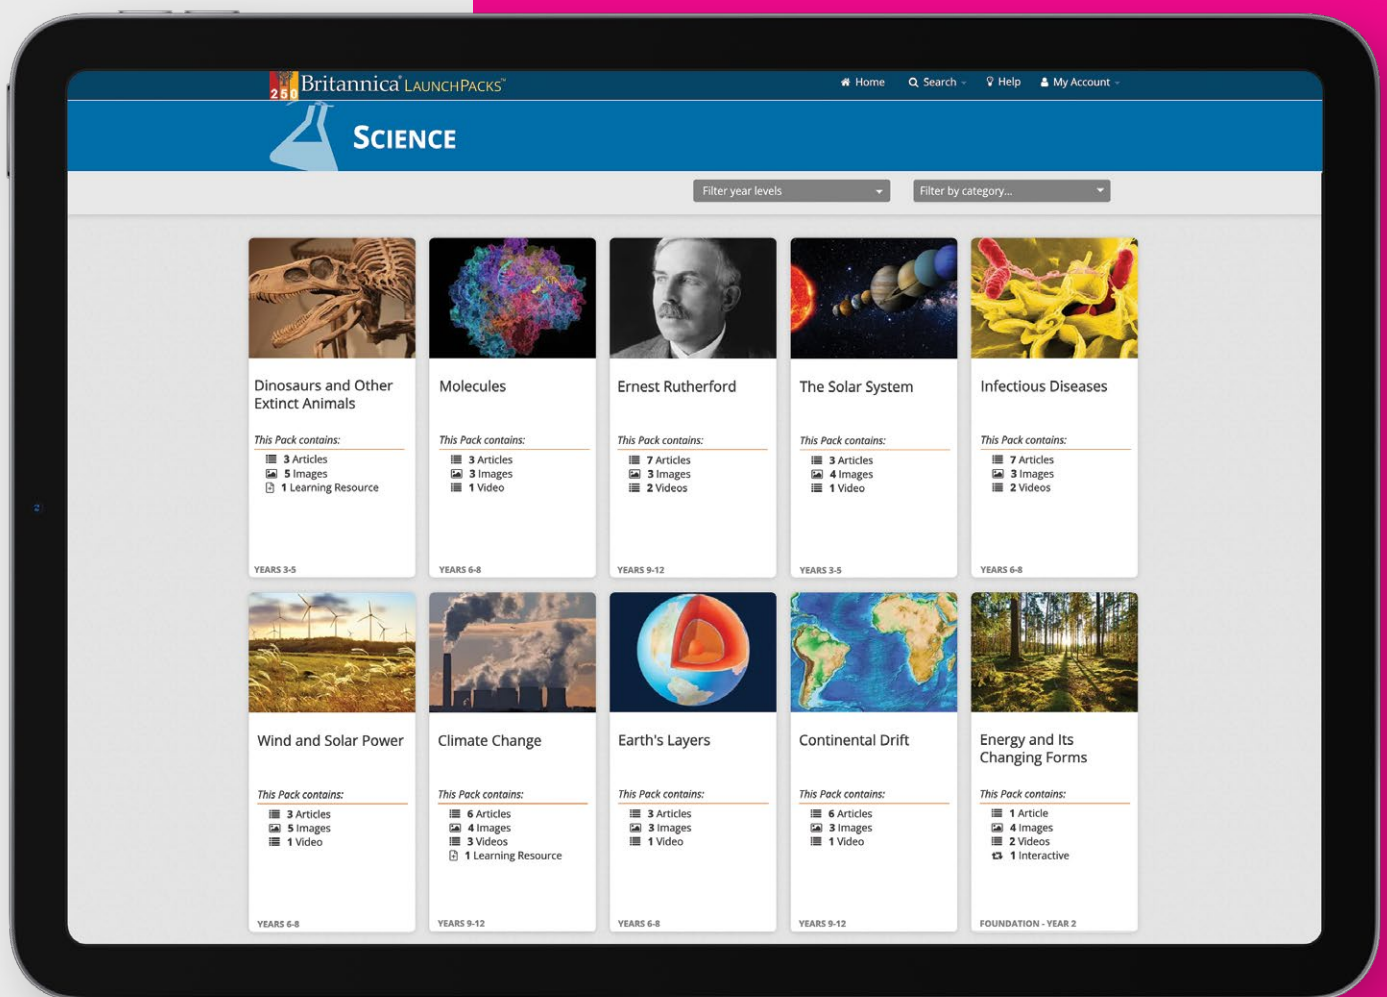 250 Britannica® LAUNCHPACKS™
Home Search Help My Account
SCIENCE
Filter year levels Filter by category...
Dinosaurs and Other
Extinct Animals
This Pack contains:
3 Articles
5 Images
1 Learning Resource
YEARS 3-5
Molecules
This Pack contains:
3 Articles
3 Images
1 Video
YEARS 6-8
Ernest Rutherford
This Pack contains:
7 Articles
3 Images
2 Videos
YEARS 9-12
The Solar System
This Pack contains:
3 Articles
4 Images
1 Video
YEARS 3-5
Infectious Diseases
This Pack contains:
7 Articles
3 Images
2 Videos
YEARS 6-8
Wind and Solar Power
This Pack contains:
3 Articles
5 Images
1 Video
YEARS 6-8
Climate Change
This Pack contains:
6 Articles
4 Images
3 Videos
1 Learning Resource
YEARS 9-12
Earth's Layers
This Pack contains:
3 Articles
3 Images
1 Video
YEARS 6-8
Continental Drift
This Pack contains:
6 Articles
3 Images
1 Video
YEARS 9-12
Energy and Its
Changing Forms
This Pack contains:
1 Article
4 Images
2 Videos
1 Interactive
FOUNDATION - YEAR 2